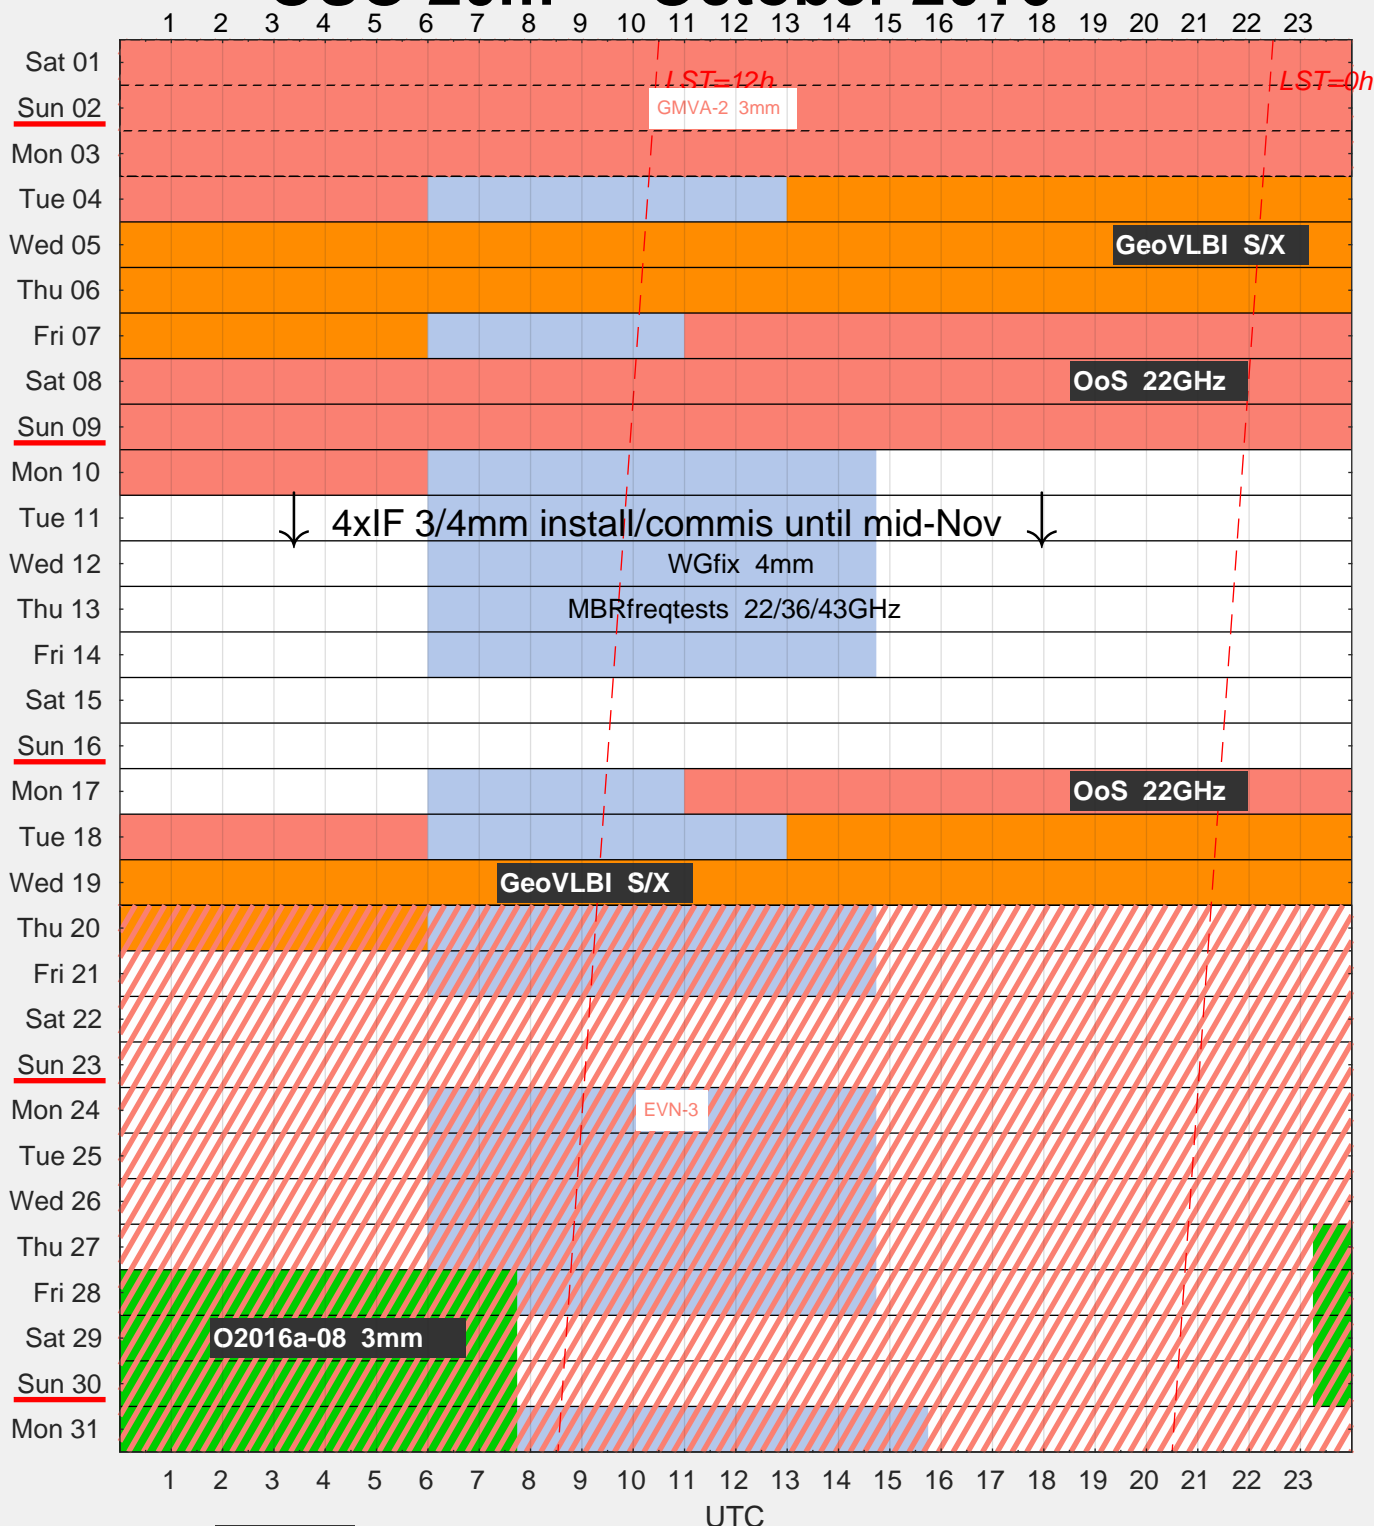 1 2 3 4 5 6 7 8 9 10 11 12 13 14 15 16 17 18 19 20 21 22 23
Sat 01
LST=12h LST=0h
Sun 02 GMVA-2 3mm
Mon 03
Tue 04
Wed 05 GeoVLBI S/X
Thu 06
Fri 07
Sat 08 OoS 22GHz
Sun 09
Mon 10
Tue 11 4xIF 3/4mm install/commis until mid-Nov
Wed 12 WGfix 4mm
Thu 13 MBRfreqtests 22/36/43GHz
Fri 14
Sat 15
Sun 16
Mon 17 OoS 22GHz
Tue 18
Wed 19 GeoVLBI S/X
Thu 20
Fri 21
Sat 22
Sun 23
Mon 24 EVN-3
Tue 25
Wed 26
Thu 27
Fri 28
Sat 29 O2016a-08 3mm
Sun 30
Mon 31
1 2 3 4 5 6 7 8 9 10 11 12 13 14 15 16 17 18 19 20 21 22 23
UTC